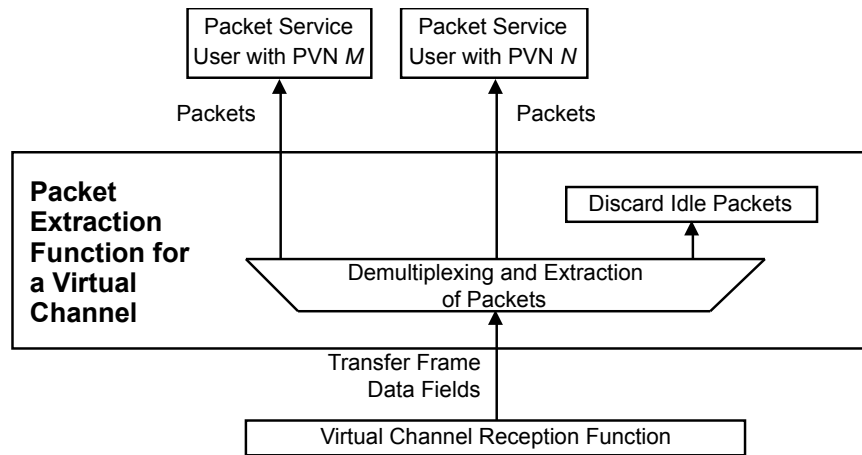 Packet Service
User with PVN M
Packet Service
User with PVN N
Packets
Packets
Packet
Extraction
Function for
a Virtual
Channel
Discard Idle Packets
Demultiplexing and Extraction
of Packets
Transfer Frame
Data Fields
Virtual Channel Reception Function